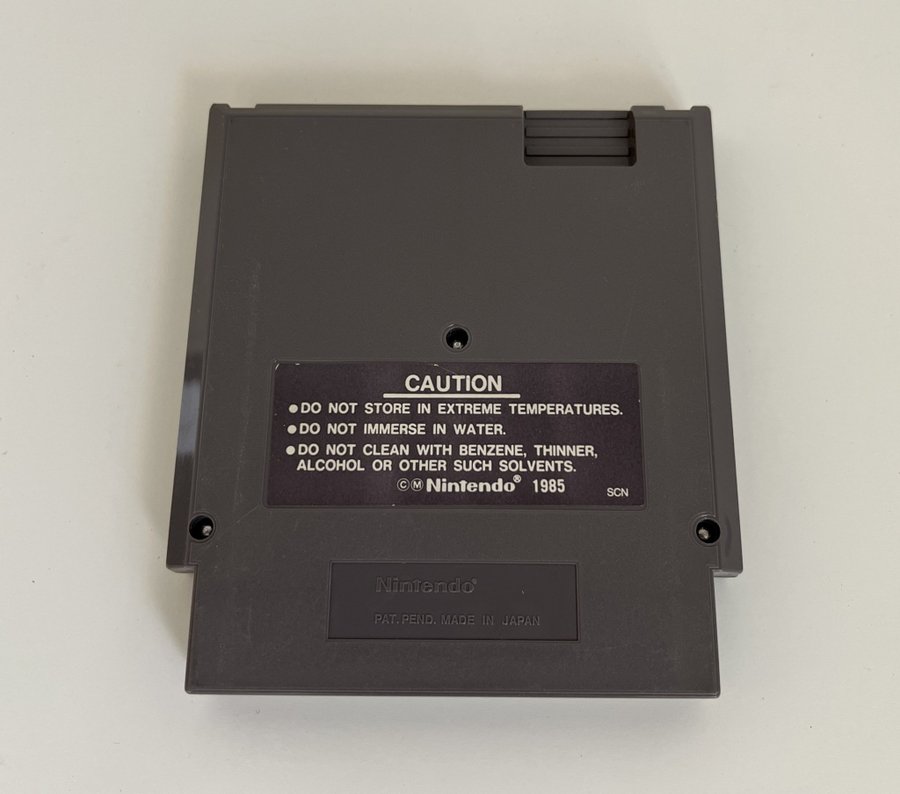 CAUTION
●DO NOT STORE IN EXTREME TEMPERATURES.
●DO NOT IMMERSE IN WATER.
●DO NOT CLEAN WITH BENZENE, THINNER,
ALCOHOL OR OTHER SUCH SOLVENTS.
©Ⓜ Nintendo® 1985 SCN
Nintendo®
PAT. PEND. MADE IN JAPAN